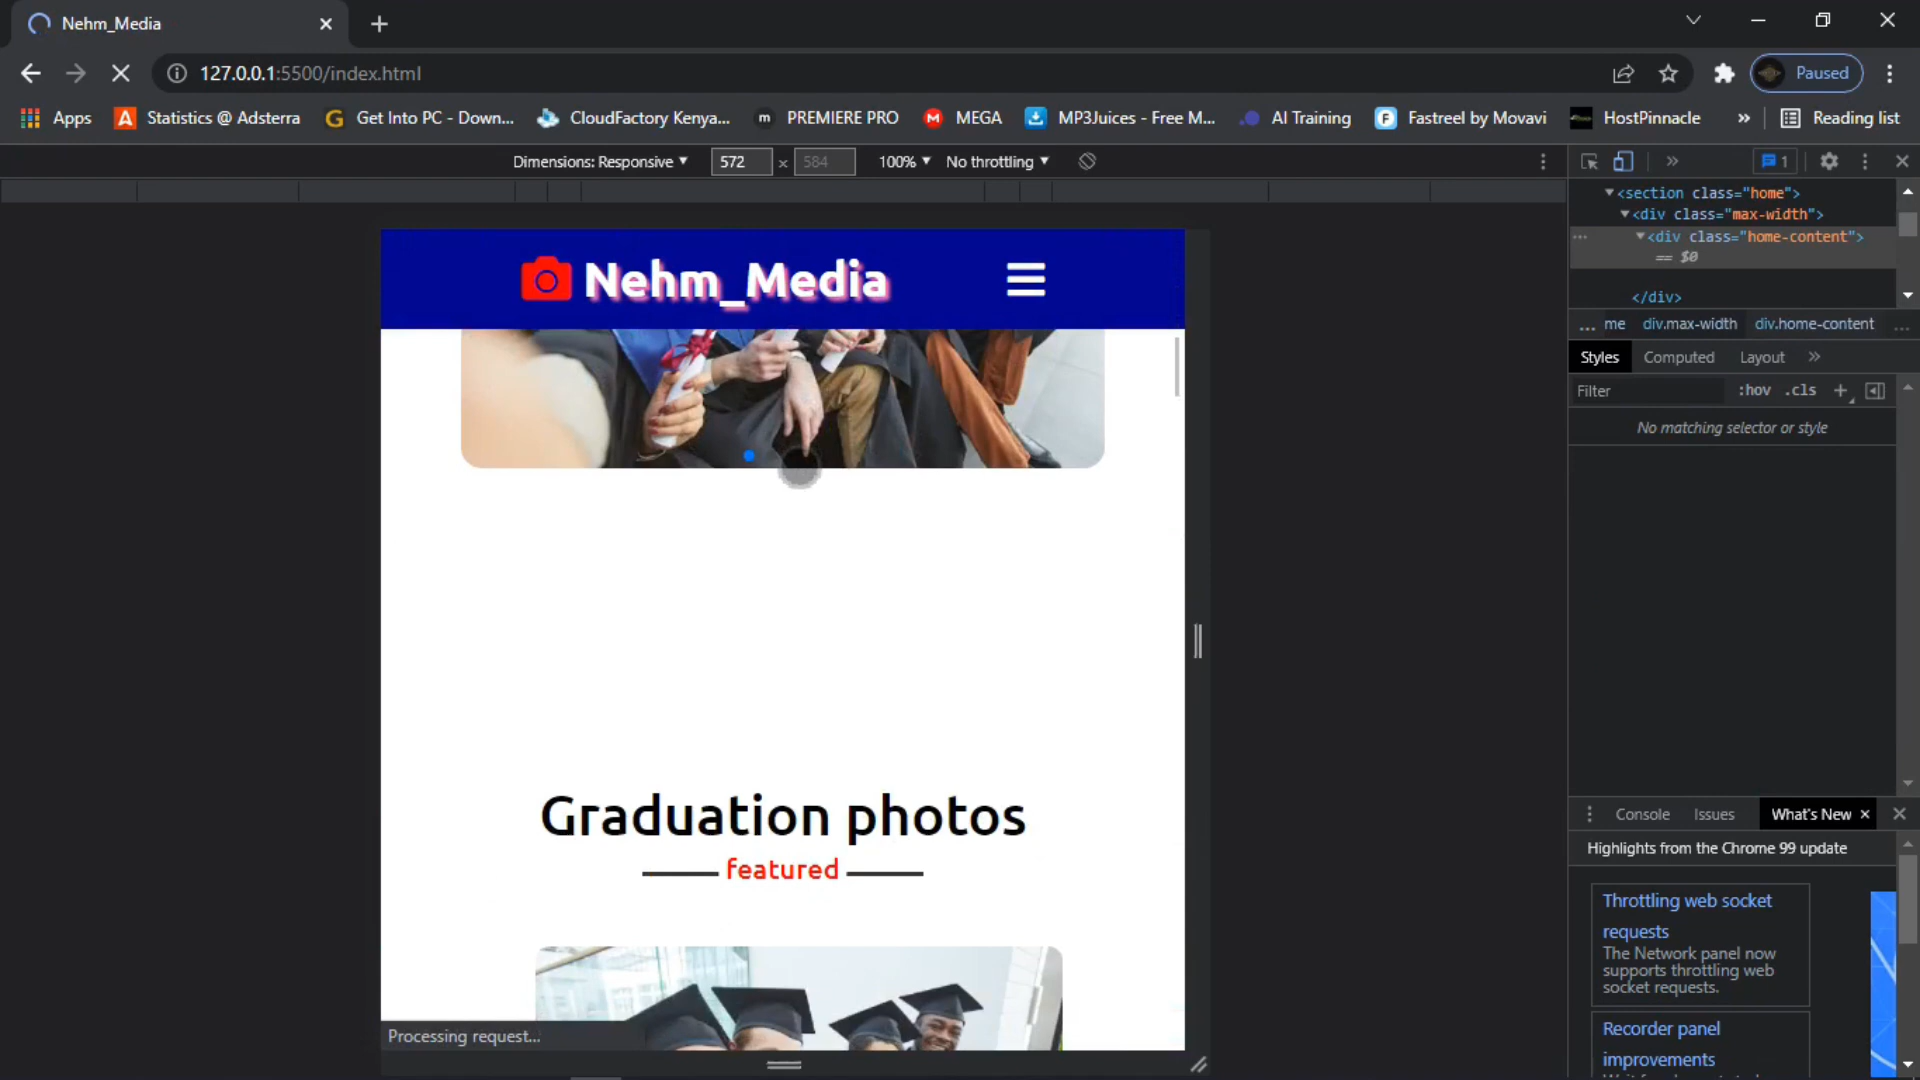 Nehm_Media
127.0.0.1:5500/index.html
Paused
Apps
Statistics @ Adsterra
Get Into PC - Down...
CloudFactory Kenya...
PREMIERE PRO
MEGA
MP3Juices - Free M...
AI Training
Fastreel by Movavi
HostPinnacle
»
Reading list
Dimensions: Responsive
572 × 584
100%
No throttling
1
<section class="home">
<div class="max-width">
<div class="home-content">
== $0
</div>
... me div.max-width div.home-content ...
Styles Computed Layout
Filter :hov .cls
No matching selector or style
Nehm_Media
Graduation photos
featured
Processing request...
Console Issues What's New
Highlights from the Chrome 99 update
Throttling web socket
requests
The Network panel now
supports throttling web
socket requests.
Recorder panel
improvements